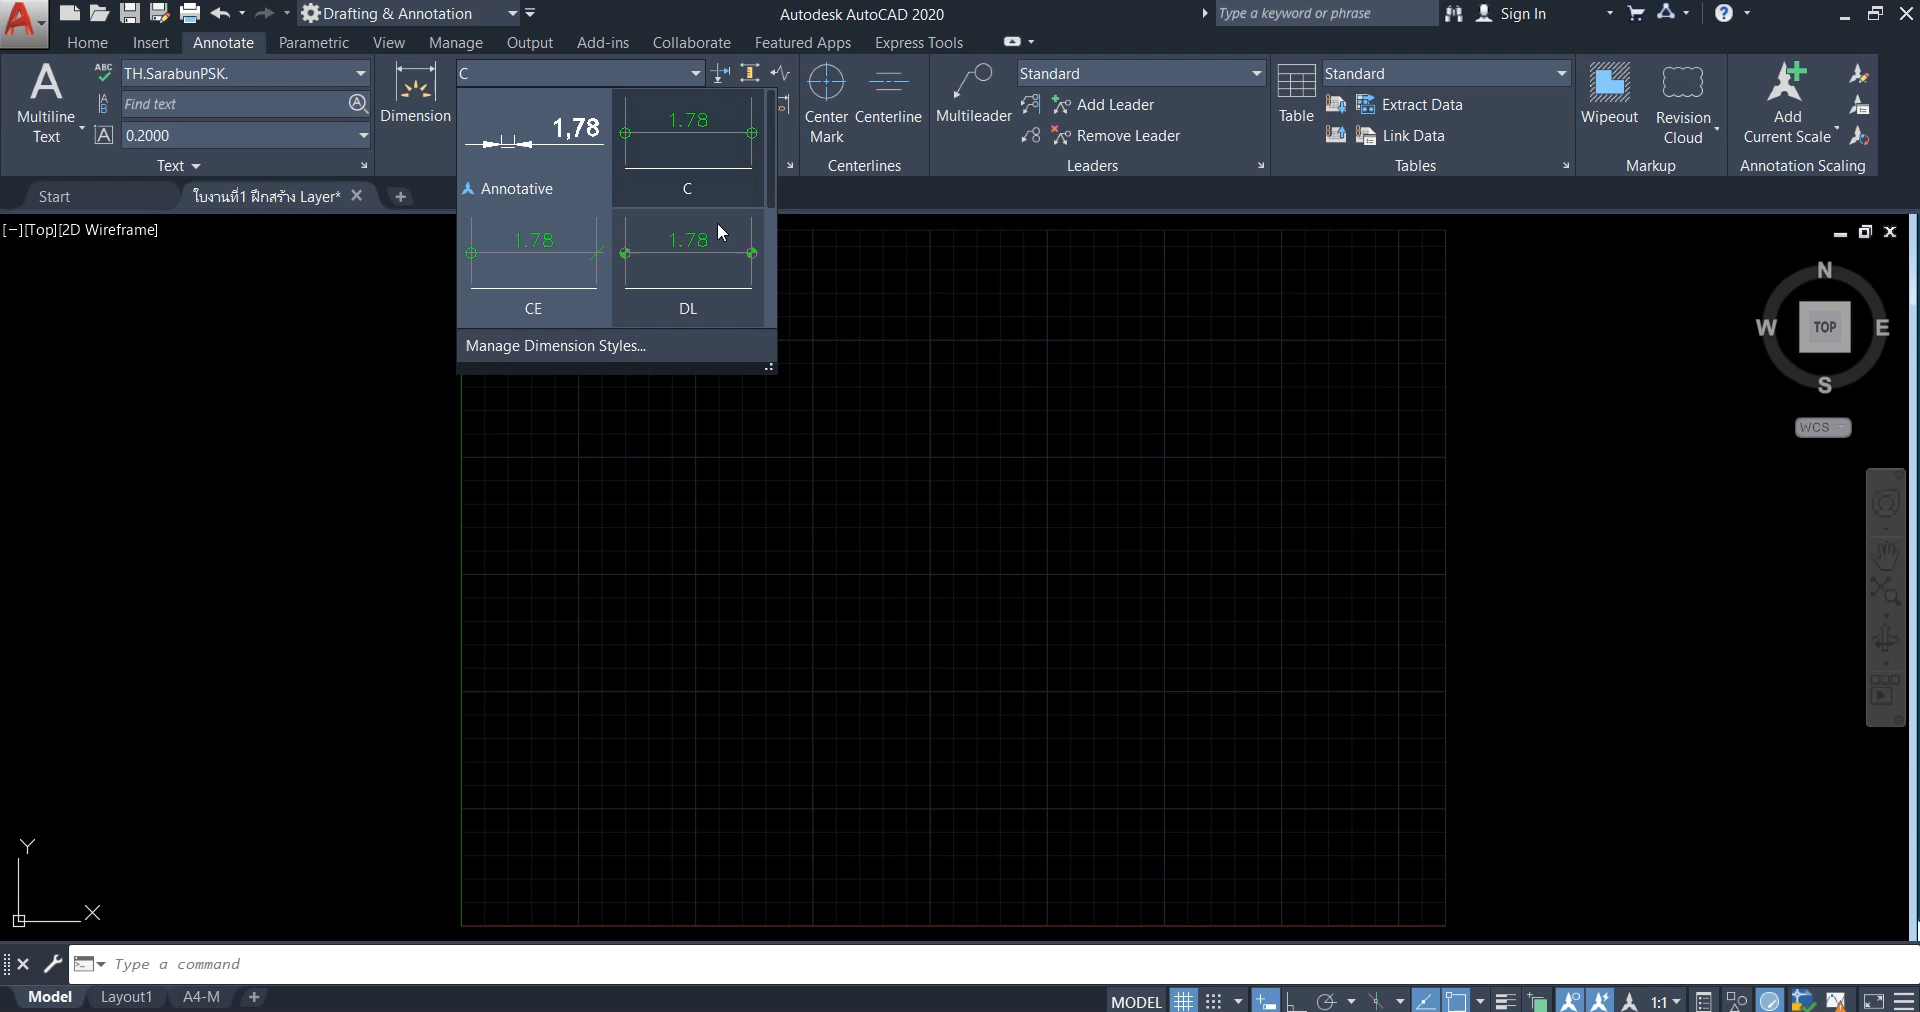 Drafting & Annotation
Autodesk AutoCAD 2020
Type a keyword or phrase
Sign In
Home
Insert
Annotate
Parametric
View
Manage
Output
Add-ins
Collaborate
Featured Apps
Express Tools
Multiline
Text
ABC
TH.SarabunPSK.
Find text
0.2000
Text
Dimension
C
Center
Mark
Centerline
Centerlines
Multileader
Standard
Add Leader
Remove Leader
Leaders
Table
Standard
Extract Data
Link Data
Tables
Wipeout
Revision
Cloud
Markup
Add
Current Scale
Annotation Scaling
Start
ใบงานที่1 ฝึกสร้าง Layer*
1,78
Annotative
1.78
C
1.78
CE
1.78
DL
Manage Dimension Styles...
[−][Top][2D Wireframe]
N
W
TOP
E
S
WCS
Y
X
Type a command
Model
Layout1
A4-M
MODEL
1:1